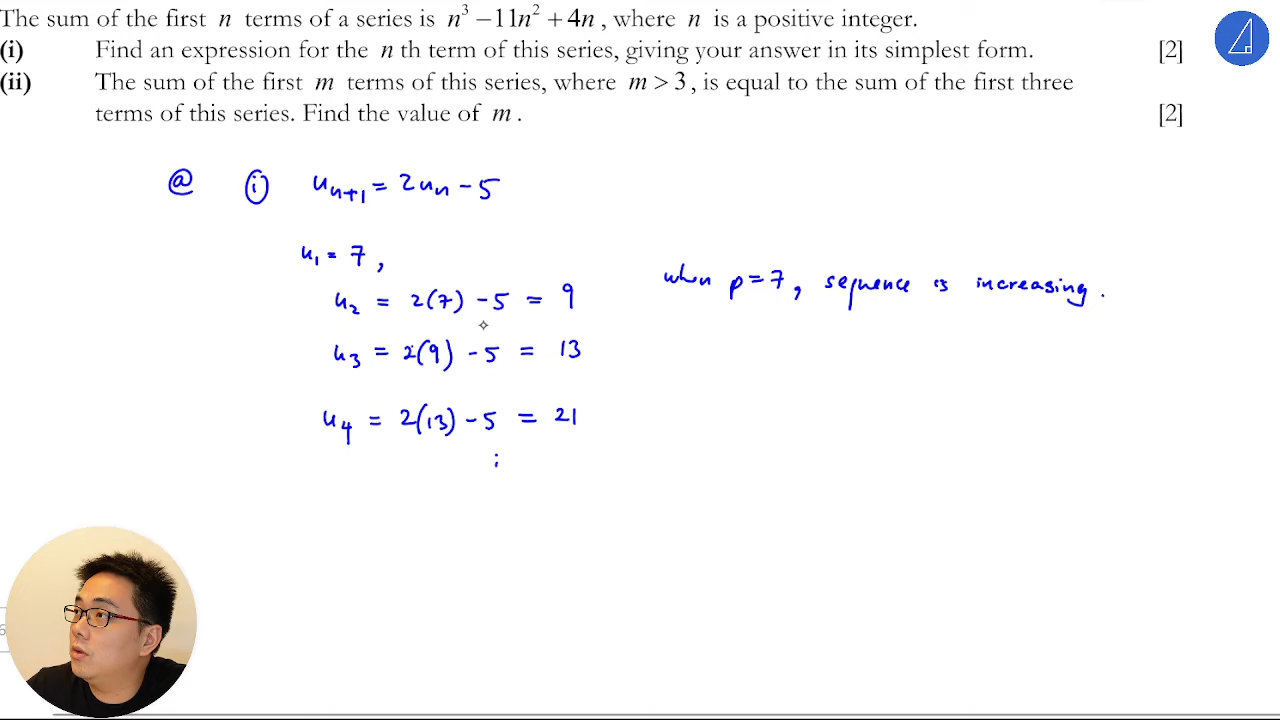 The sum of the first n terms of a series is n³ − 11n² + 4n, where n is a positive integer.
(i) Find an expression for the n th term of this series, giving your answer in its simplest form. [2]
(ii) The sum of the first m terms of this series, where m > 3, is equal to the sum of the first three
terms of this series. Find the value of m. [2]
@ (i) uₙ₊₁ = 2uₙ − 5
u₁ = 7,
when p = 7, sequence is increasing.
u₂ = 2(7) − 5 = 9
u₃ = 2(9) − 5 = 13
u₄ = 2(13) − 5 = 21
⋮